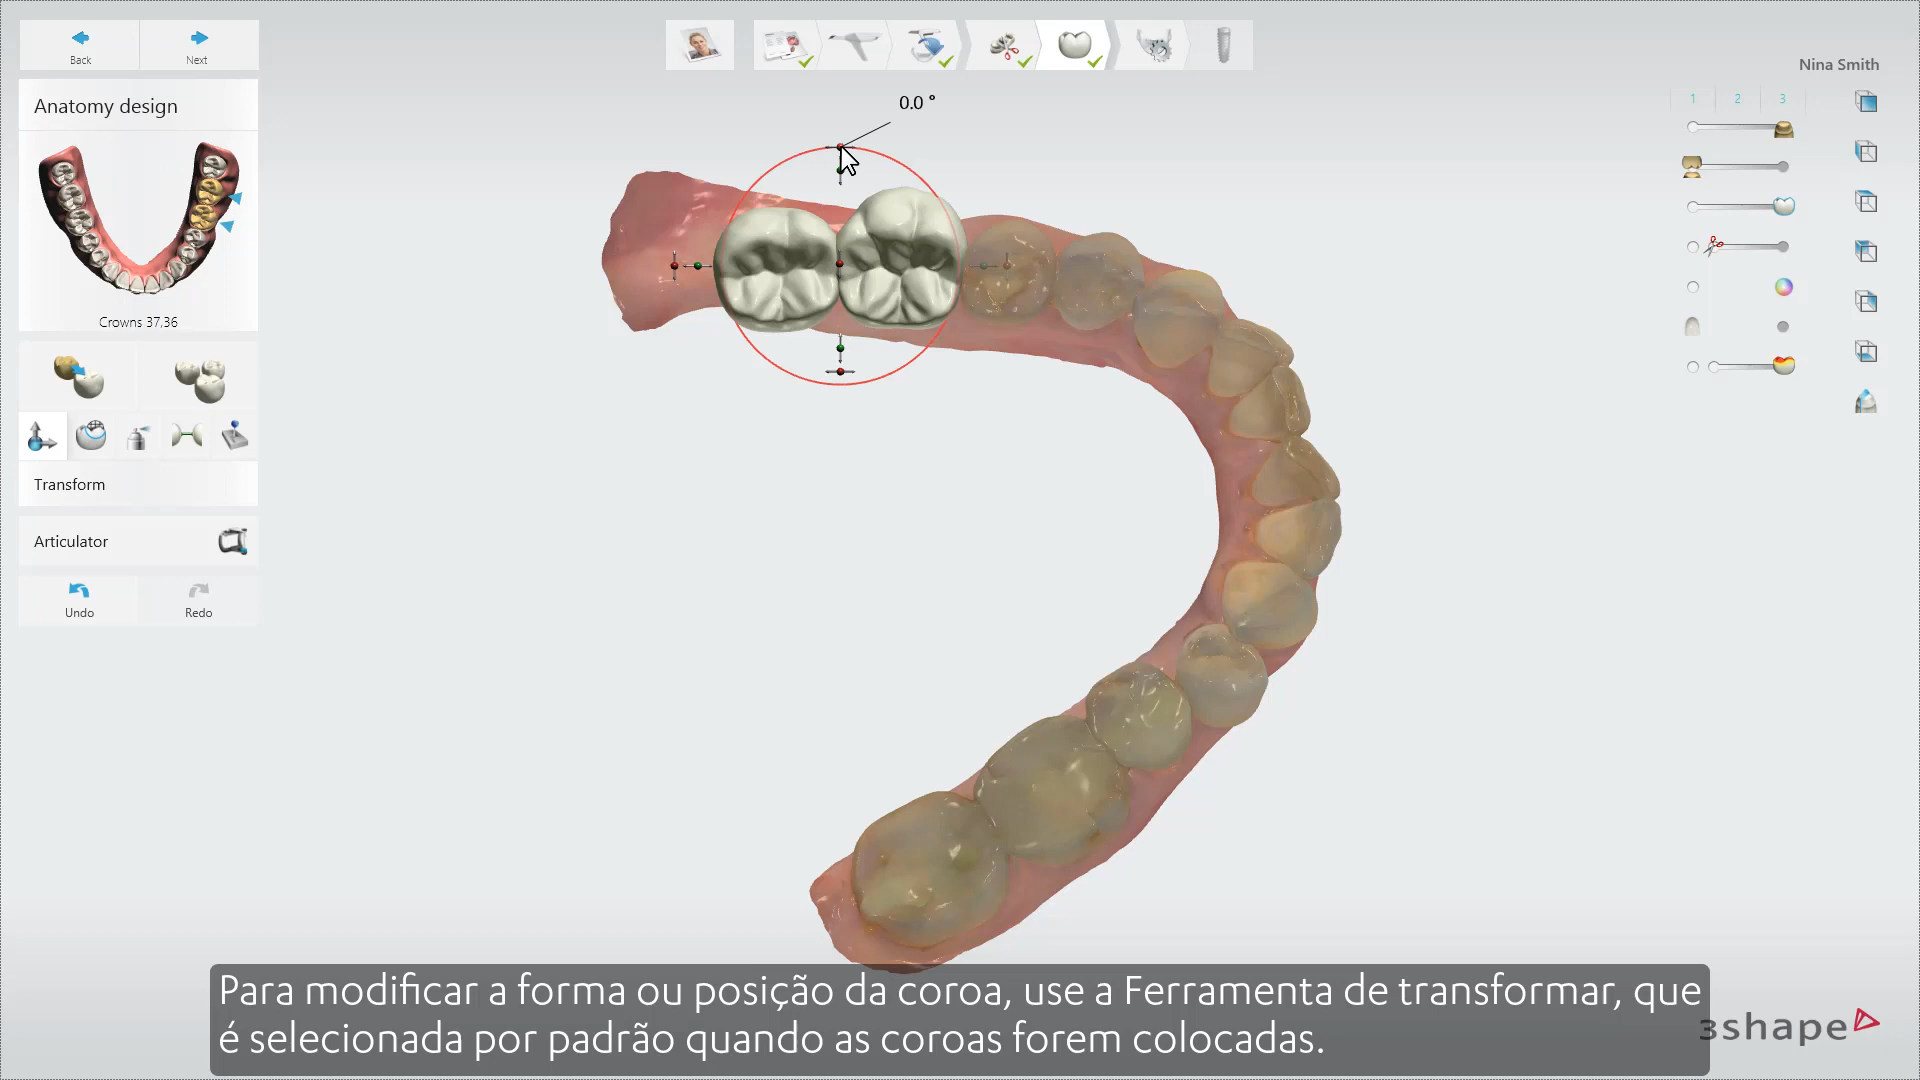 Back
Next
Nina Smith
Anatomy design
0.0 °
1 2 3
Crowns 37,36
Transform
Articulator
Undo
Redo
Para modificar a forma ou posição da coroa, use a Ferramenta de transformar, que
é selecionada por padrão quando as coroas forem colocadas.
3shape